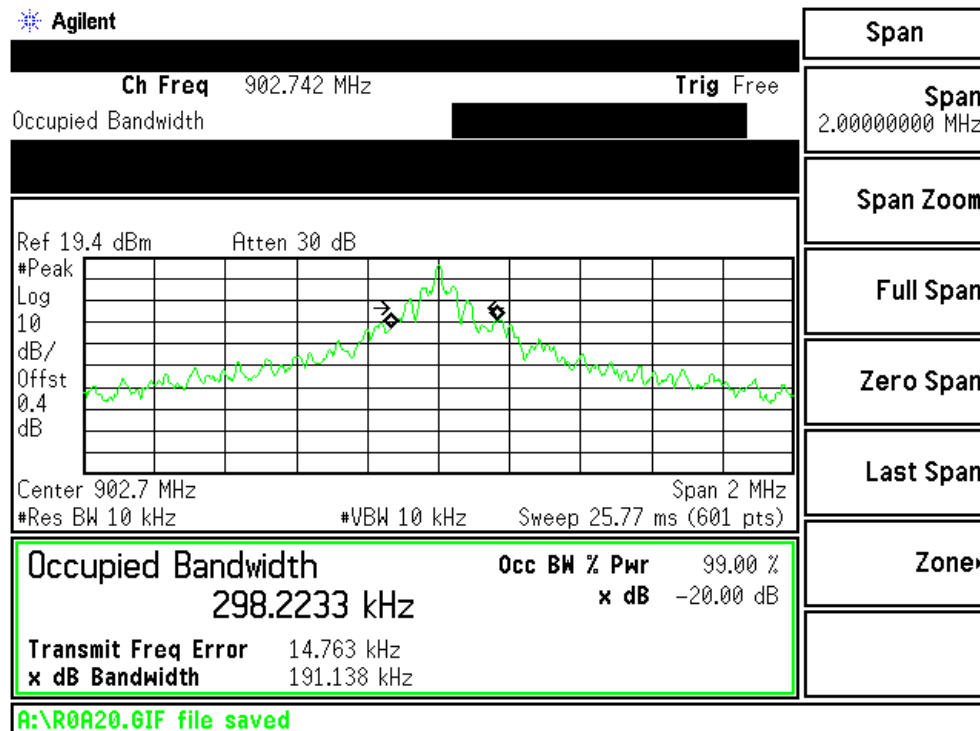 Agilent
Ch Freq 902.742 MHz Trig Free
Occupied Bandwidth
Ref 19.4 dBm Atten 30 dB
#Peak
Log
10
dB/
Offst
0.4
dB
Center 902.7 MHz Span 2 MHz
#Res BW 10 kHz #VBW 10 kHz Sweep 25.77 ms (601 pts)
Occupied Bandwidth
298.2233 kHz
Occ BW % Pwr 99.00 %
x dB -20.00 dB
Transmit Freq Error 14.763 kHz
x dB Bandwidth 191.138 kHz
A:\R0A20.GIF file saved
Span
Span
2.00000000 MHz
Span Zoom
Full Span
Zero Span
Last Span
Zone